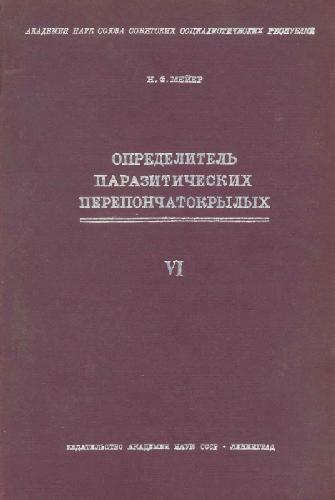 АКАДЕМИЯ НАУК СОЮЗА СОВЕТСКИХ СОЦИАЛИСТИЧЕСКИХ РЕСПУБЛИК
Н. Ф. МЕЙЕР
ОПРЕДЕЛИТЕЛЬ
ПАРАЗИТИЧЕСКИХ
ПЕРЕПОНЧАТОКРЫЛЫХ
VI
ИЗДАТЕЛЬСТВО АКАДЕМИИ НАУК СССР - ЛЕНИНГРАД